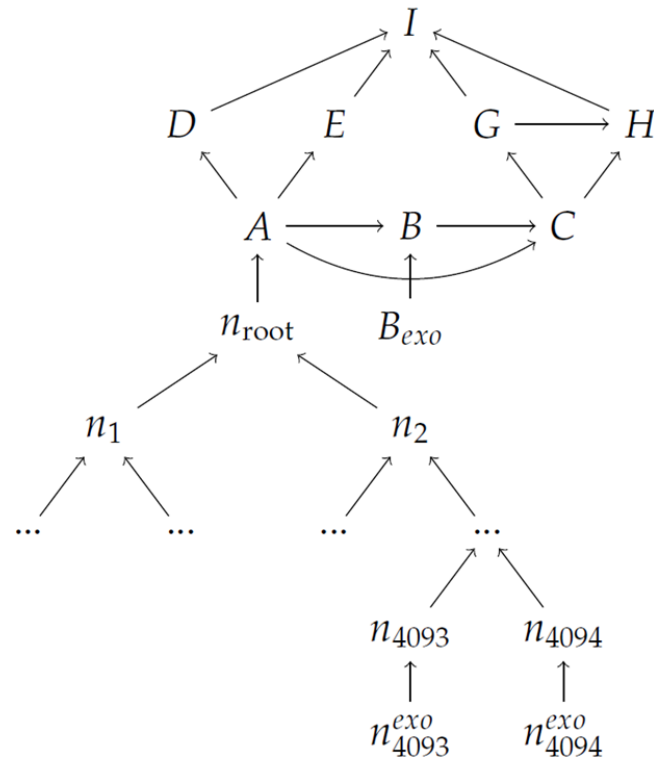 I
D E G H
A B C
n_root B_exo
n_1 n_2
... ... ... ...
n_4093 n_4094
n^exo_4093 n^exo_4094